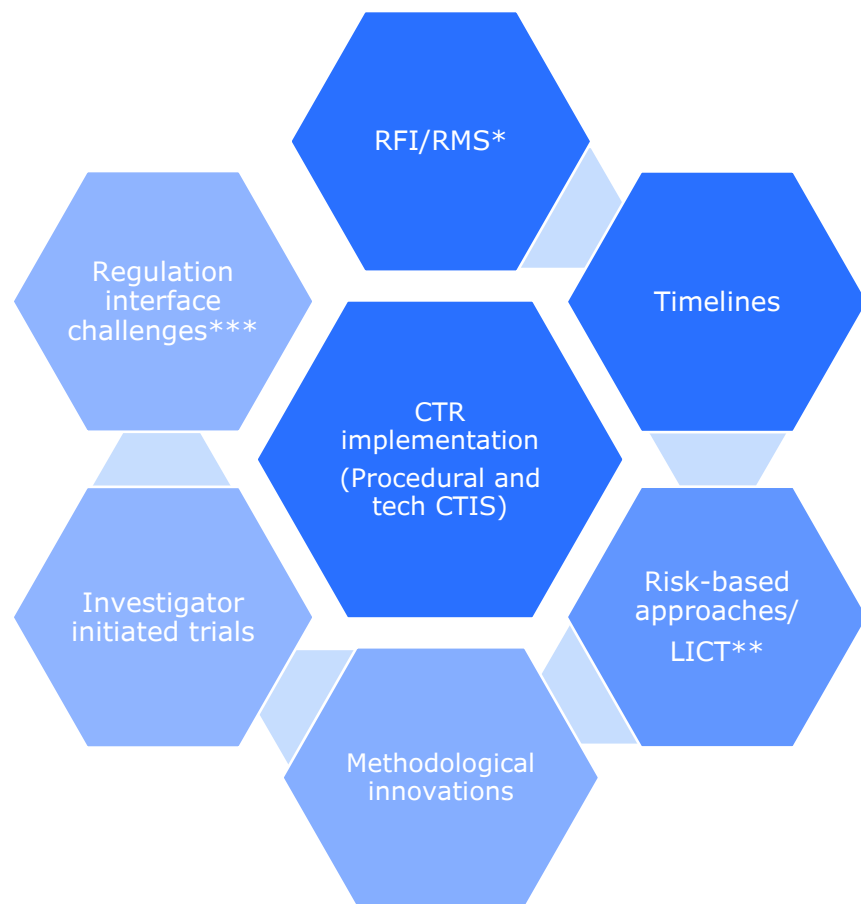 RFI/RMS*
Timelines
Regulation
interface
challenges***
CTR
implementation
(Procedural and
tech CTIS)
Risk-based
approaches/
LICT**
Investigator
initiated trials
Methodological
innovations